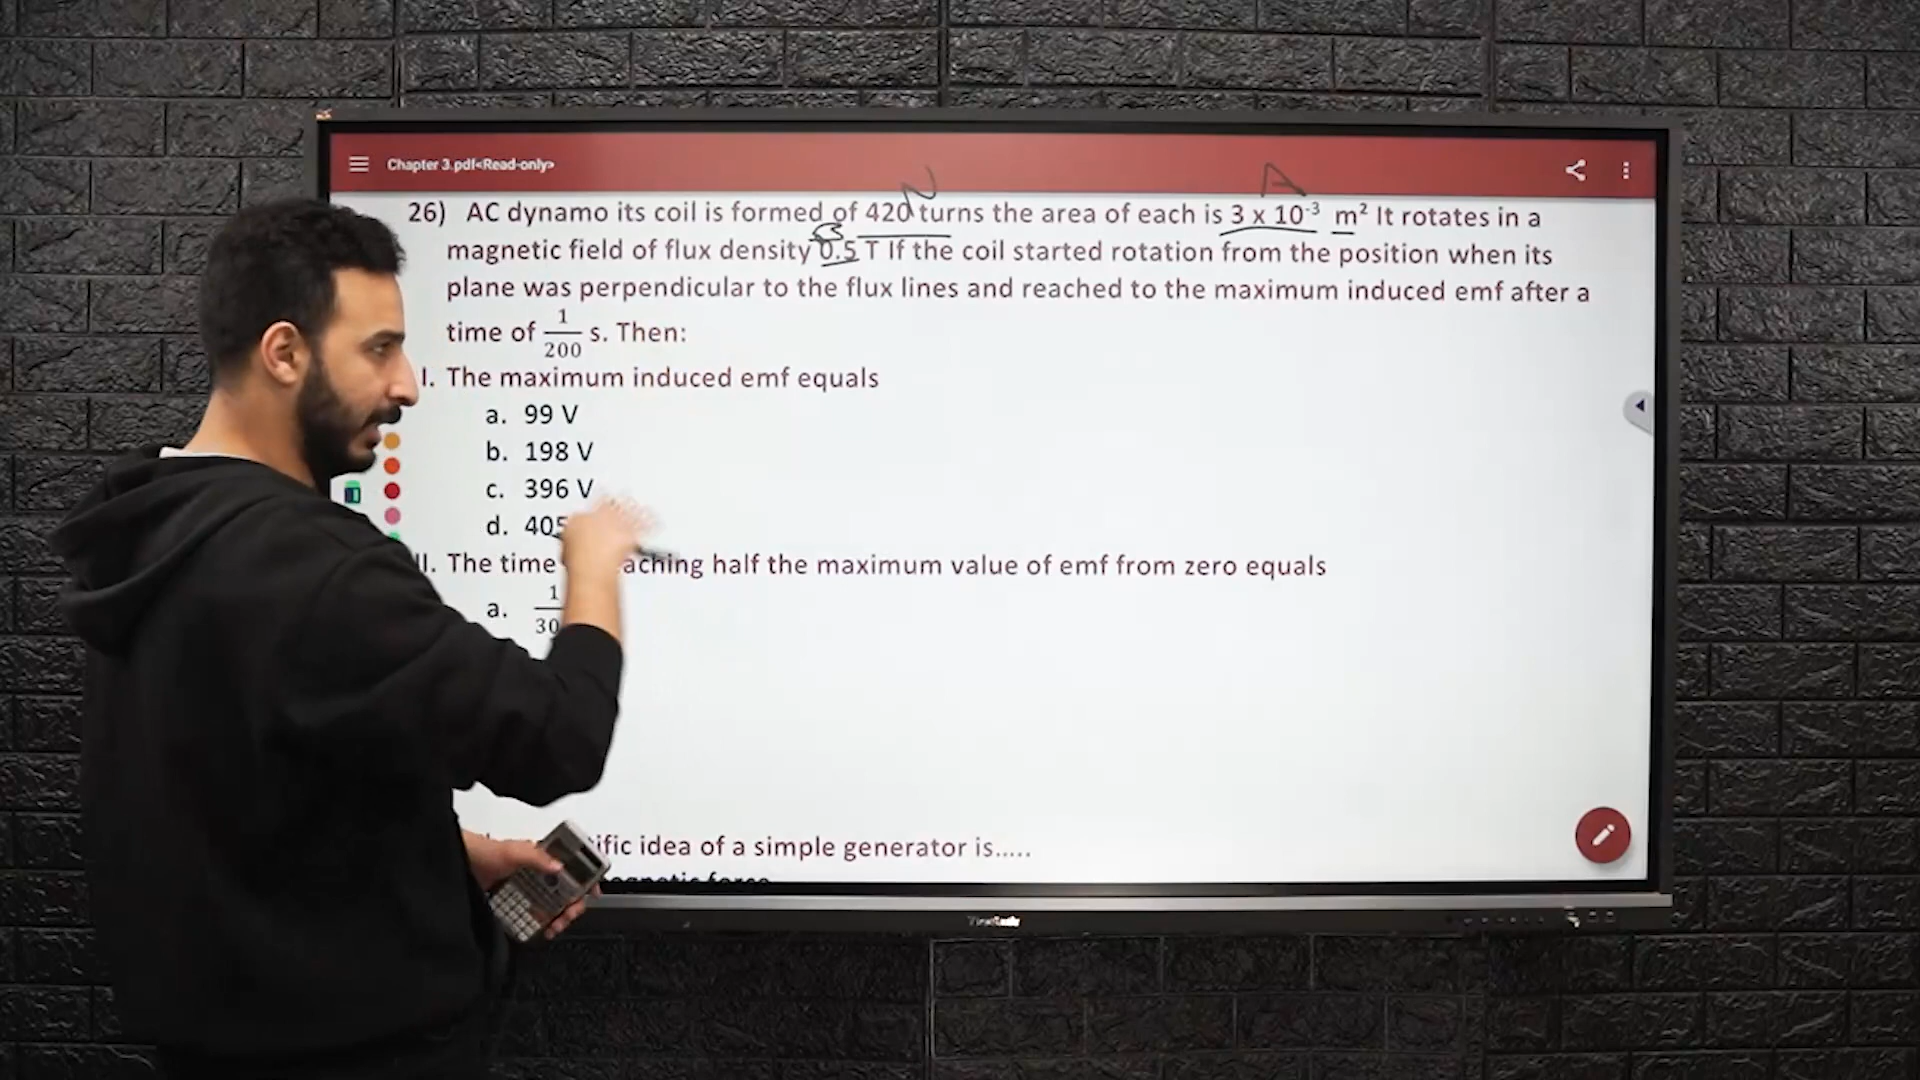 Chapter 3.pdf<Read-only>
N A
26) AC dynamo its coil is formed of 420 turns the area of each is 3 x 10⁻³ m² It rotates in a
B
magnetic field of flux density 0.5 T If the coil started rotation from the position when its
plane was perpendicular to the flux lines and reached to the maximum induced emf after a
time of 1/200 s. Then:
I. The maximum induced emf equals
a. 99 V
b. 198 V
c. 396 V
d. 405
II. The time half the maximum value of emf from zero equals
a. 1/30
idea of a simple generator is.....
ViewSonic